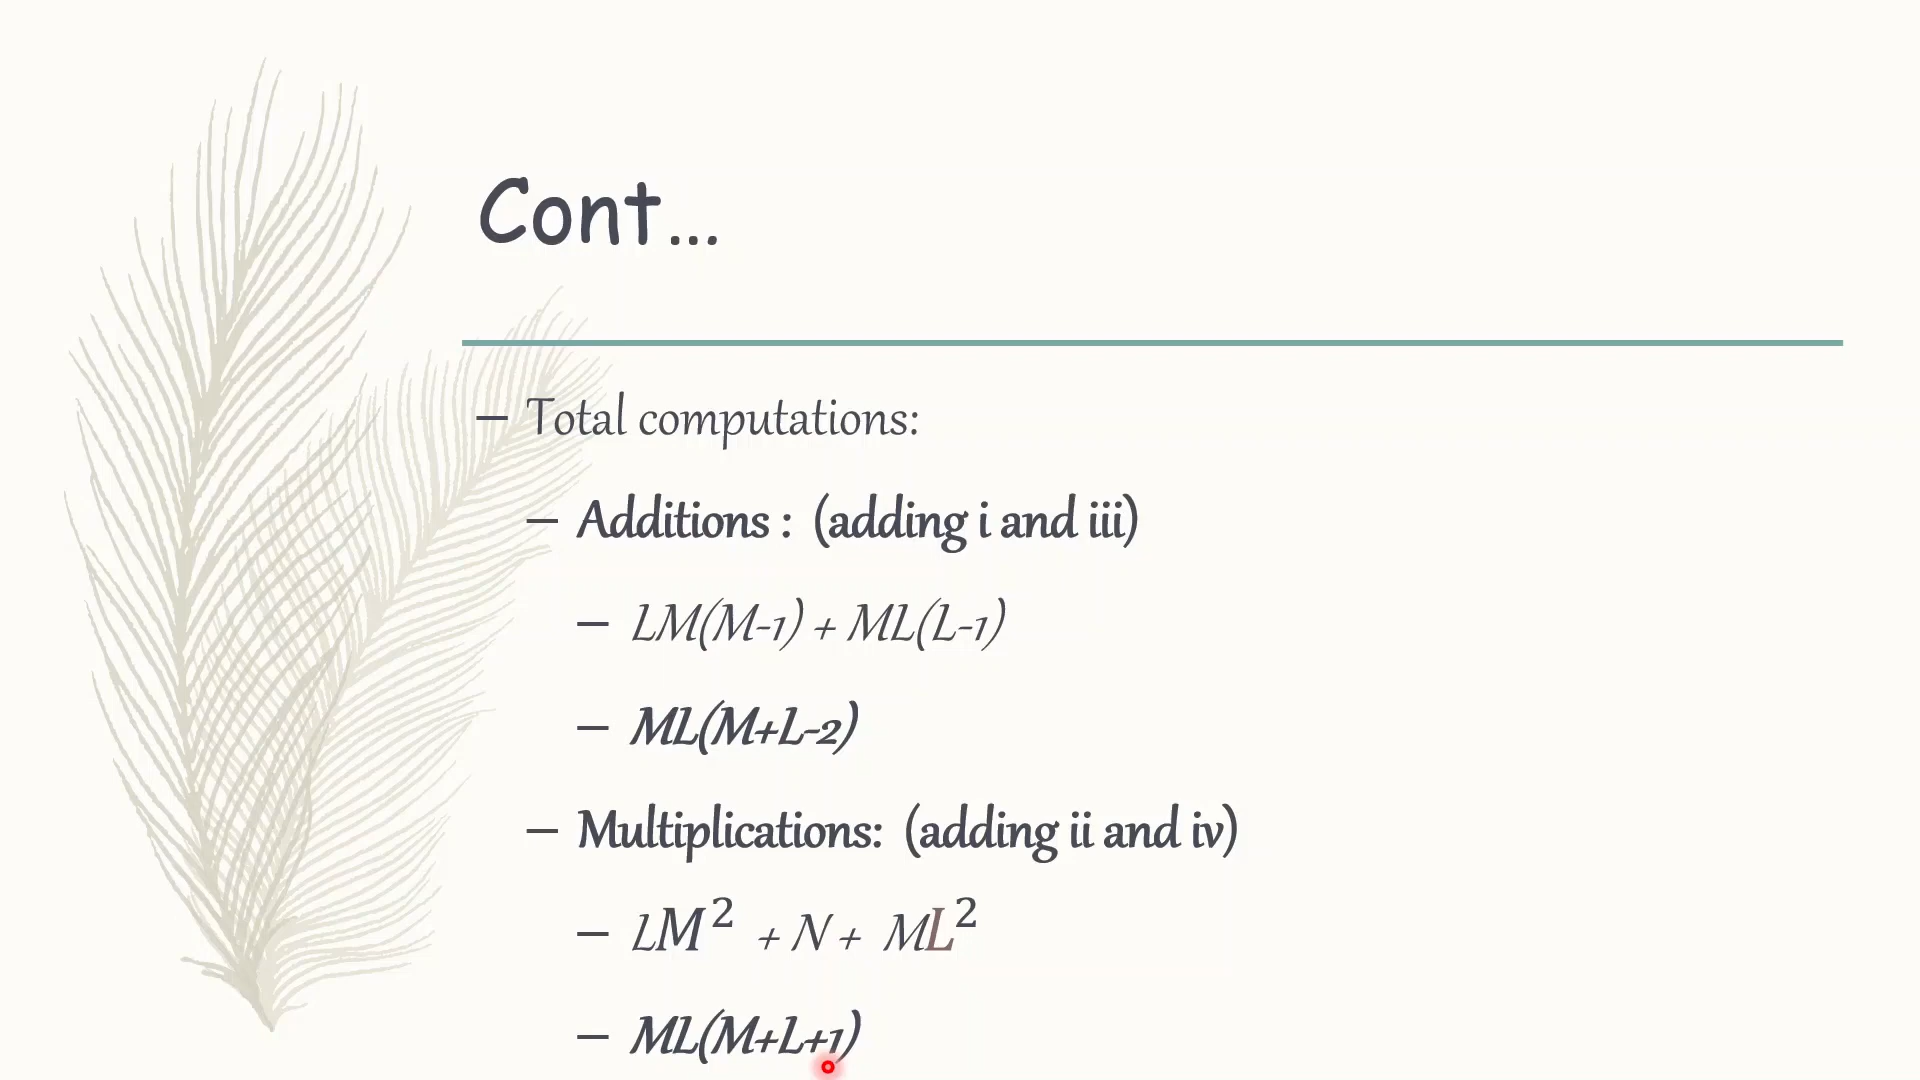 Cont...
– Total computations:
– Additions : (adding i and iii)
– LM(M-1) + ML(L-1)
– ML(M+L-2)
– Multiplications: (adding ii and iv)
– LM² + N + ML²
– ML(M+L+1)